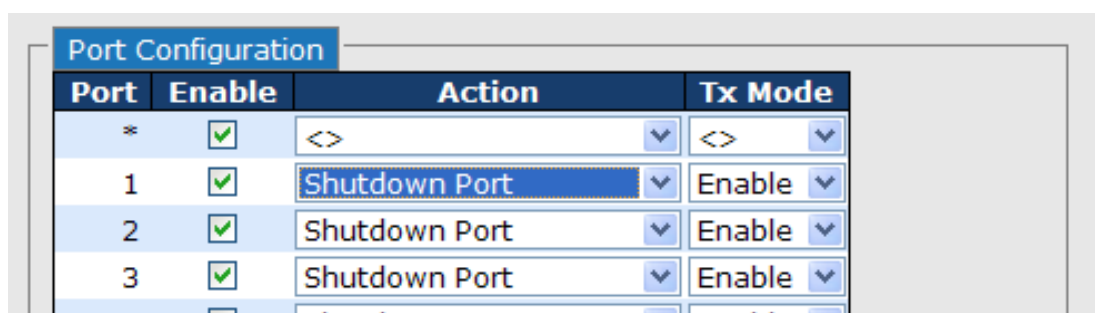 Port Configuration
Port Enable Action Tx Mode
* <> <>
1 Shutdown Port Enable
2 Shutdown Port Enable
3 Shutdown Port Enable